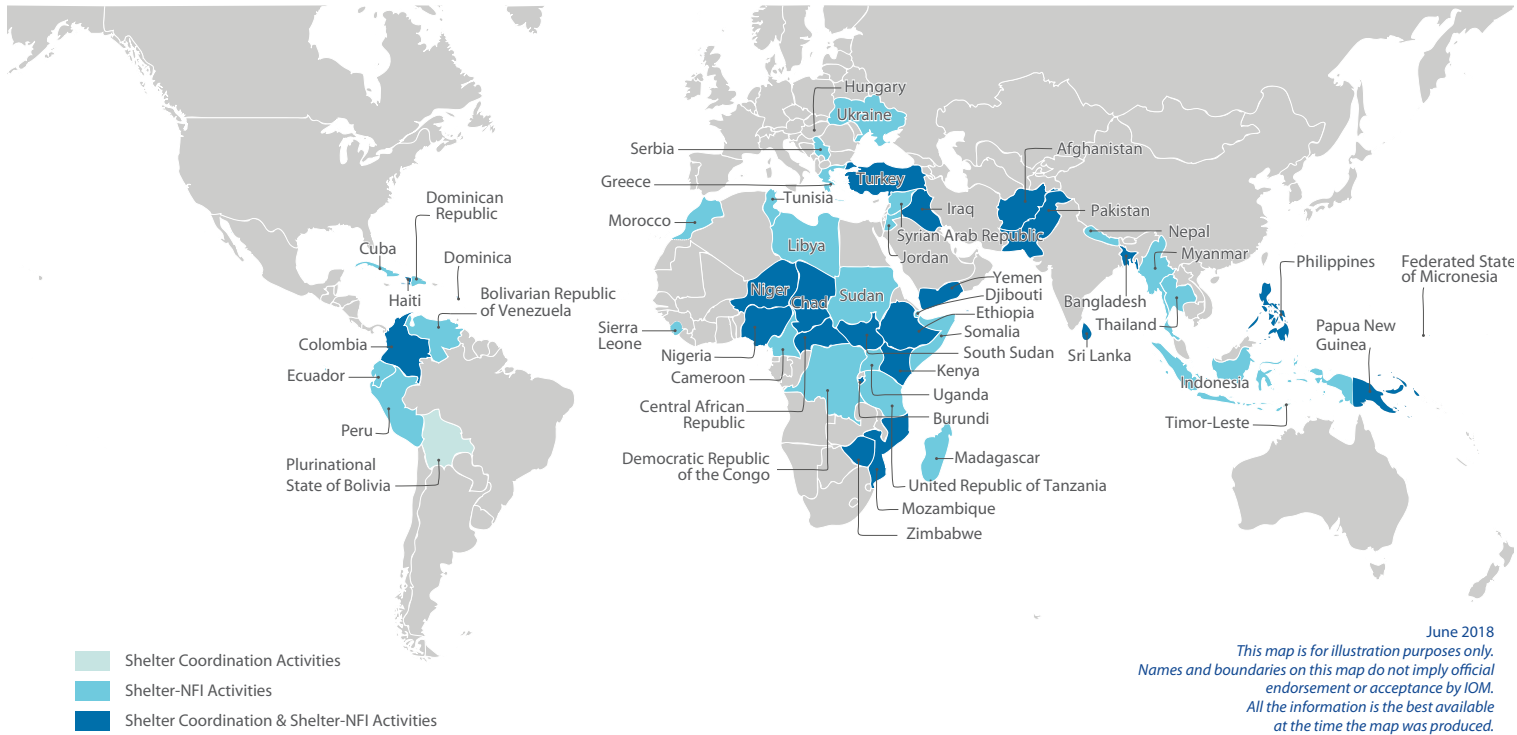 Hungary
Ukraine
Serbia
Afghanistan
Greece
Turkey
Dominican
Republic
Tunisia
Iraq
Pakistan
Morocco
Nepal
Cuba
Libya
Syrian Arab Republic
Jordan
Myanmar
Dominica
Philippines
Federated State
of Micronesia
Haiti
Bolivarian Republic
of Venezuela
Niger
Chad
Sudan
Yemen
Djibouti
Ethiopia
Bangladesh
Thailand
Sierra
Leone
Somalia
Papua New
Guinea
Colombia
Nigeria
South Sudan
Sri Lanka
Ecuador
Cameroon
Kenya
Indonesia
Uganda
Central African
Republic
Burundi
Timor-Leste
Peru
Democratic Republic
of the Congo
Madagascar
Plurinational
State of Bolivia
United Republic of Tanzania
Mozambique
Zimbabwe
Shelter Coordination Activities
Shelter-NFI Activities
Shelter Coordination & Shelter-NFI Activities
June 2018
This map is for illustration purposes only.
Names and boundaries on this map do not imply official
endorsement or acceptance by IOM.
All the information is the best available
at the time the map was produced.